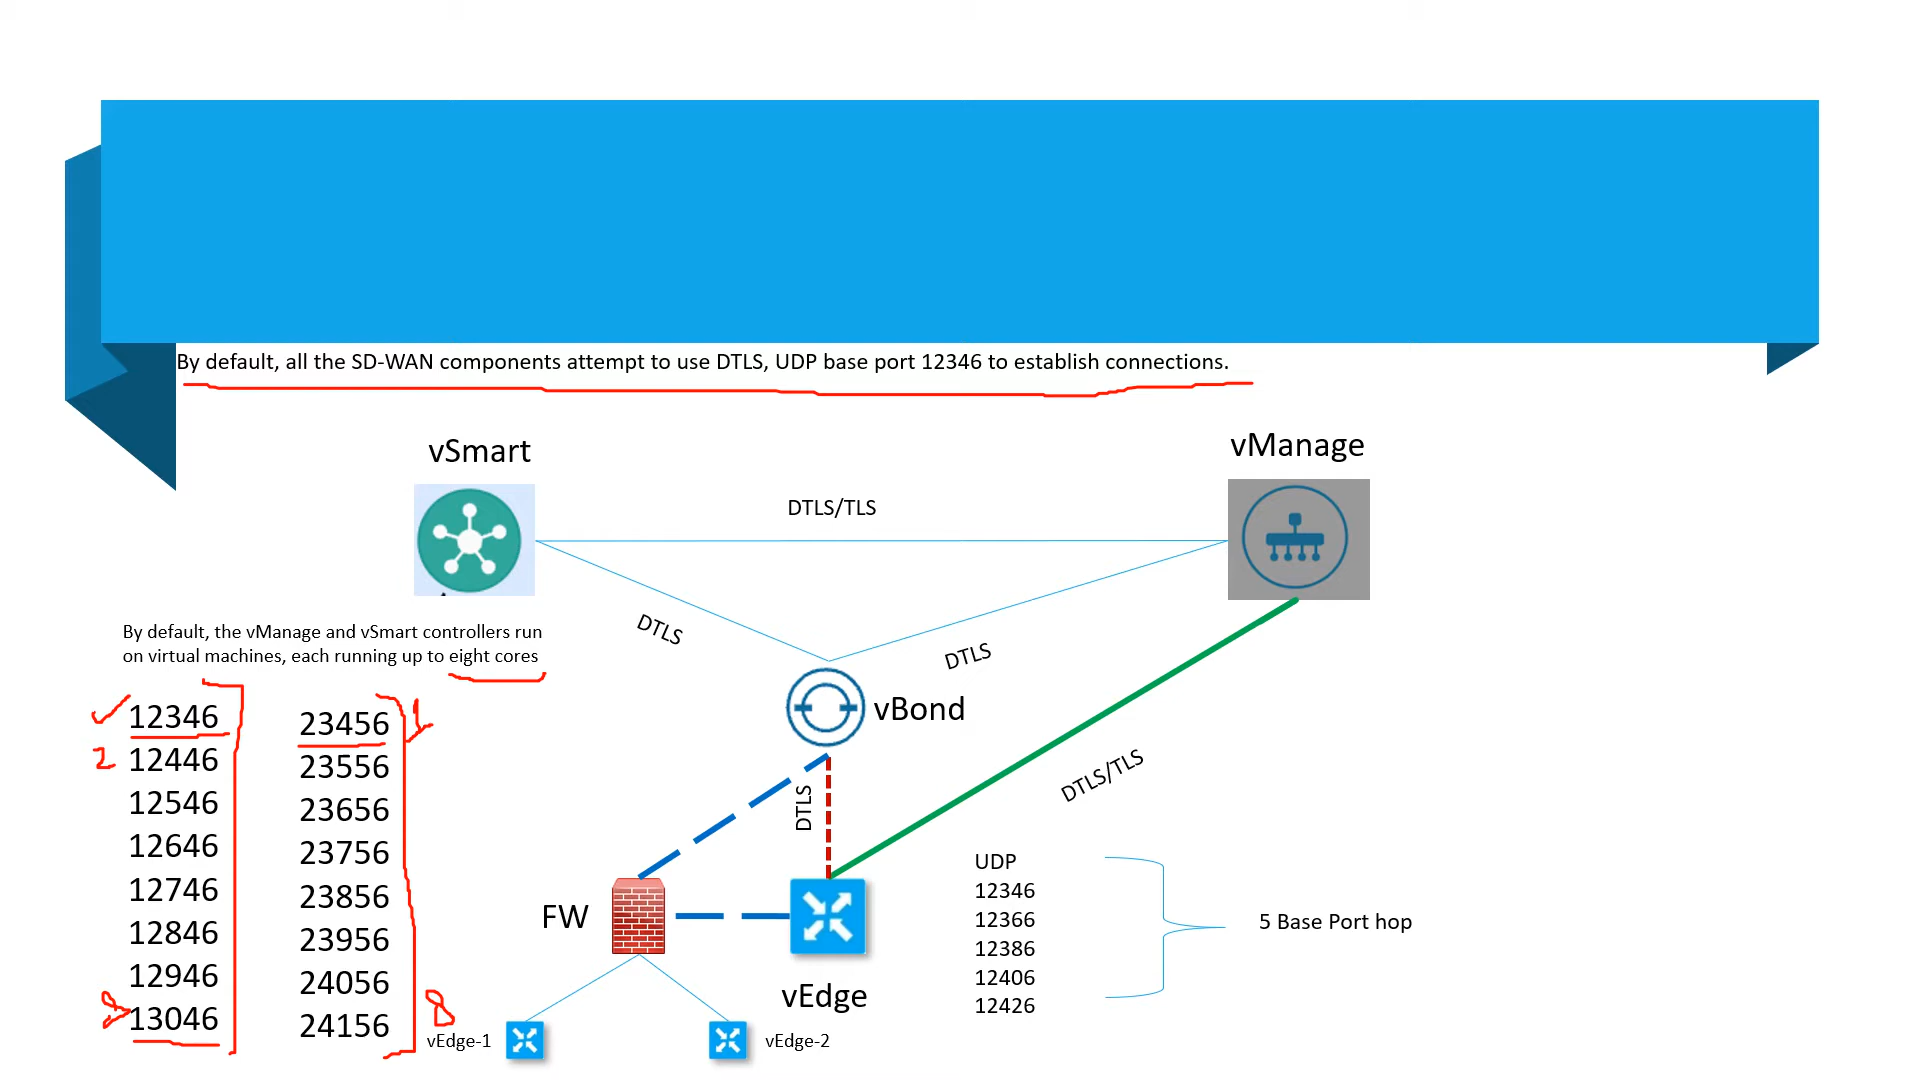 By default, all the SD-WAN components attempt to use DTLS, UDP base port 12346 to establish connections.
vSmart
vManage
DTLS/TLS
DTLS
DTLS
By default, the vManage and vSmart controllers run
on virtual machines, each running up to eight cores
vBond
12346
2 12446
12546
12646
12746
12846
12946
8 13046
23456 1
23556
23656
23756
23856
23956
24056
24156 8
DTLS
DTLS/TLS
FW
vEdge
vEdge-1
vEdge-2
UDP
12346
12366
12386
12406
12426
5 Base Port hop